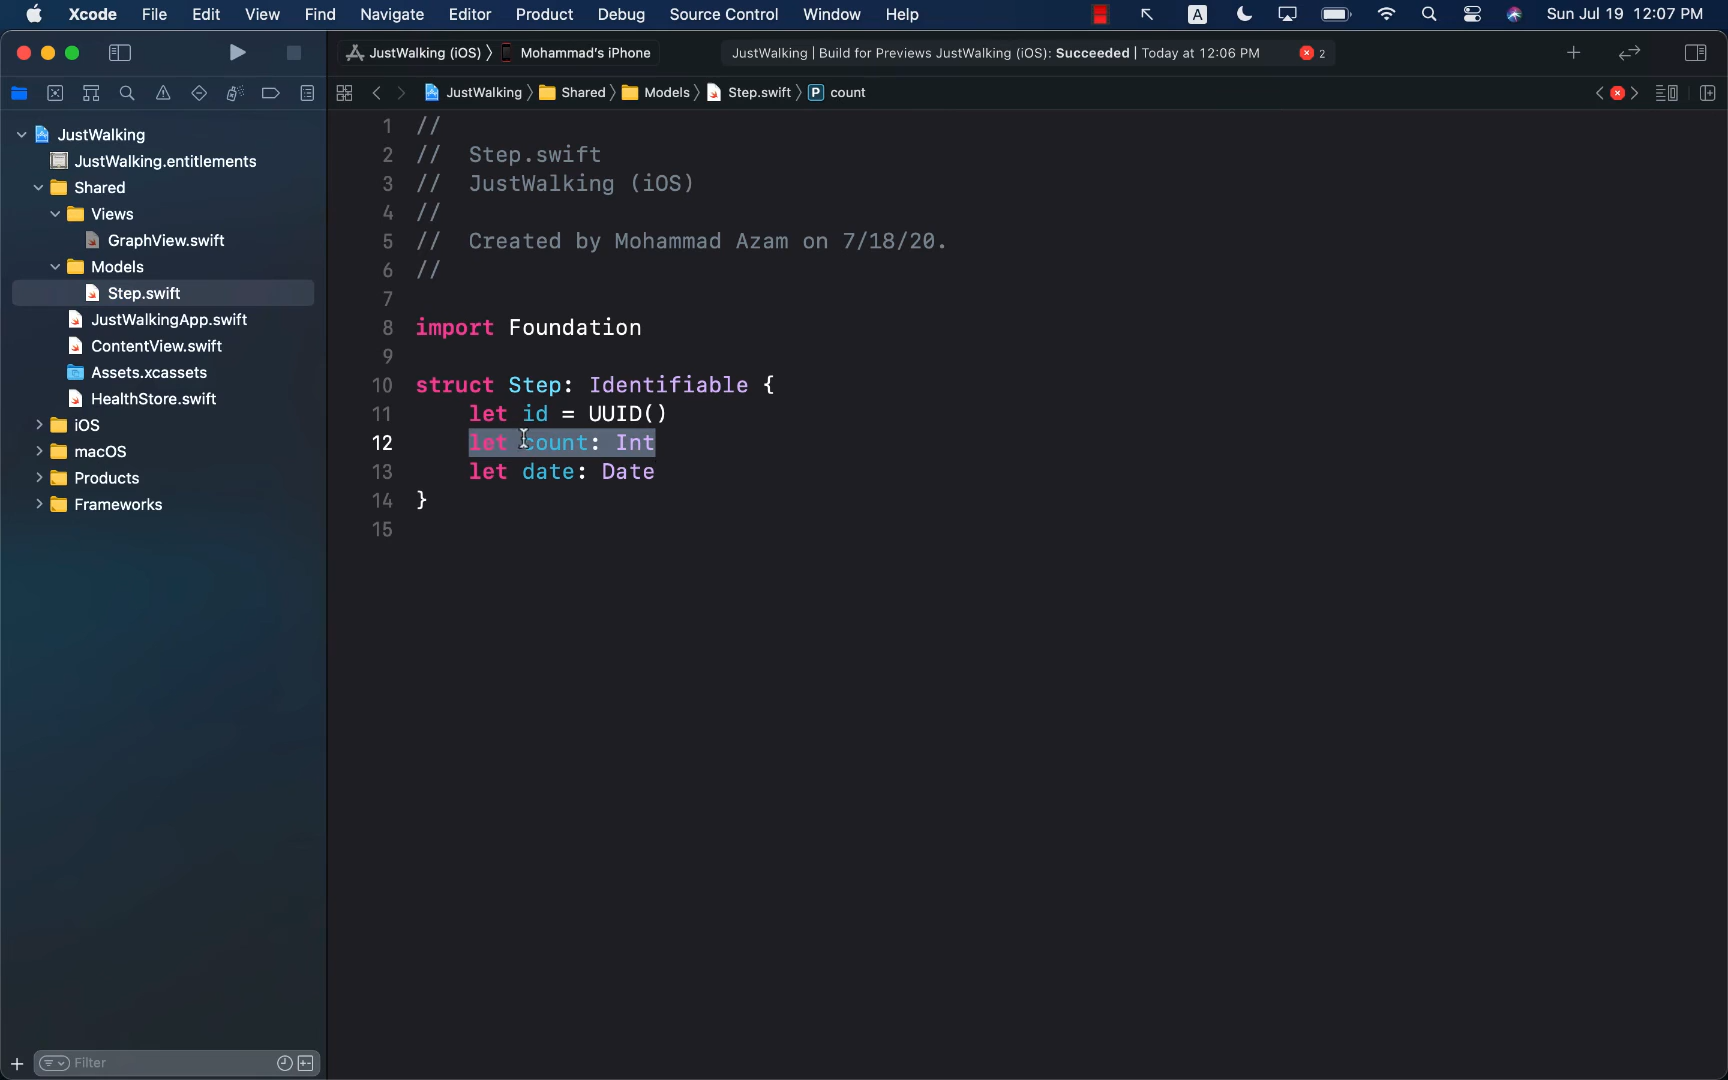 Xcode File Edit View Find Navigate Editor Product Debug Source Control Window Help A Sun Jul 19 12:07 PM
JustWalking (iOS) 〉 Mohammad's iPhone JustWalking | Build for Previews JustWalking (iOS): Succeeded | Today at 12:06 PM 2
JustWalking 〉 Shared 〉 Models 〉 Step.swift 〉 P count
JustWalking
JustWalking.entitlements
Shared
Views
GraphView.swift
Models
Step.swift
JustWalkingApp.swift
ContentView.swift
Assets.xcassets
HealthStore.swift
iOS
macOS
Products
Frameworks
Filter
1 //
2 // Step.swift
3 // JustWalking (iOS)
4 //
5 // Created by Mohammad Azam on 7/18/20.
6 //
7
8 import Foundation
9
10 struct Step: Identifiable {
11 let id = UUID()
12 let count: Int
13 let date: Date
14 }
15